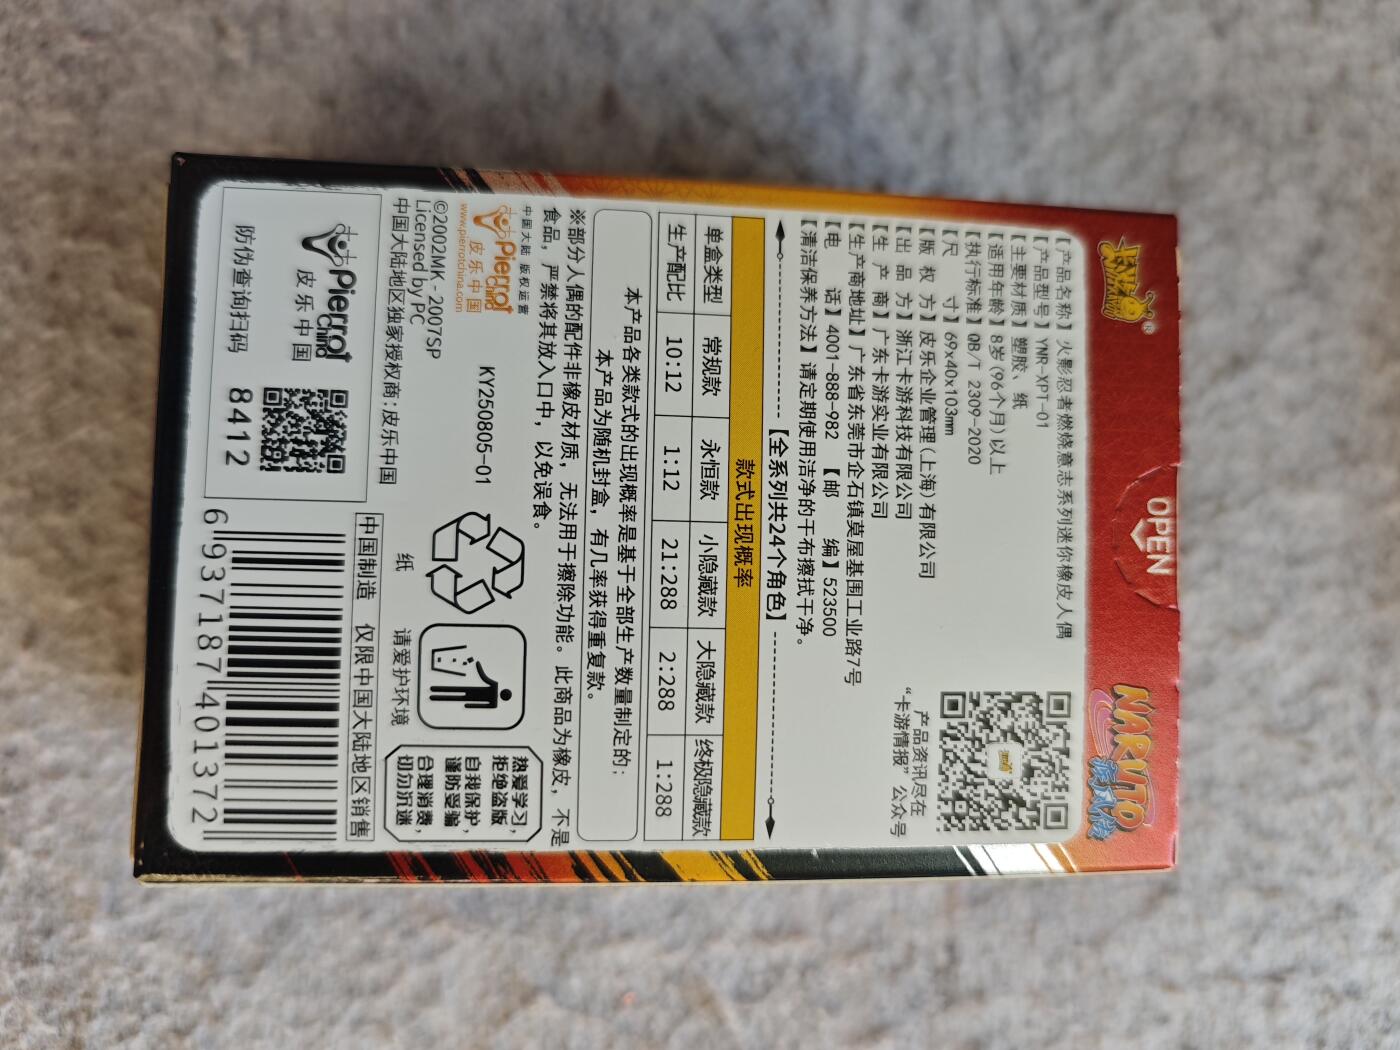 卡游
NARUTO
疾风传
OPEN
【产品名称】火影忍者燃烧意志系列迷你橡皮人偶
【产品型号】YNR-XPT-01
【主要材质】塑胶、纸
【适用年龄】8岁(96个月)以上
【执行标准】QB/T 2309-2020
【尺 寸】69x40x103mm
【版 权 方】皮乐企业管理(上海)有限公司
【出 品 方】浙江卡游科技有限公司
【生 产 商】广东卡游实业有限公司
【生产商地址】广东省东莞市企石镇莫屋基围工业路7号
【电 话】4001-888-982 【邮 编】523500
【清洁保养方法】请定期使用洁净的干布擦拭干净。
产品资讯尽在
“卡游情报”公众号
【全系列共24个角色】
款式出现概率
单盒类型 常规款 永恒款 小隐藏款 大隐藏款 终极隐藏款
生产配比 10:12 1:12 21:288 2:288 1:288
本产品各类款式的出现概率是基于全部生产数量制定的;
本产品为随机封盒，有几率获得重复款。
※部分人偶的配件非橡皮材质，无法用于擦除功能。此商品为橡皮，不是
食品，严禁将其放入口中，以免误食。
中国大陆 版权运营
Pierrot
China
皮乐中国
www.pierrotchina.com
KY250805-01
©2002MK-2007SP
Licensed by PC
中国大陆地区独家授权商:皮乐中国
纸
请爱护环境
热爱学习，
拒绝盗版
自我保护，
谨防受骗
合理消费，
切勿沉迷
Pierrot
China
皮乐中国
防伪查询扫码
8412
中国制造 仅限中国大陆地区销售
6 937187 401372